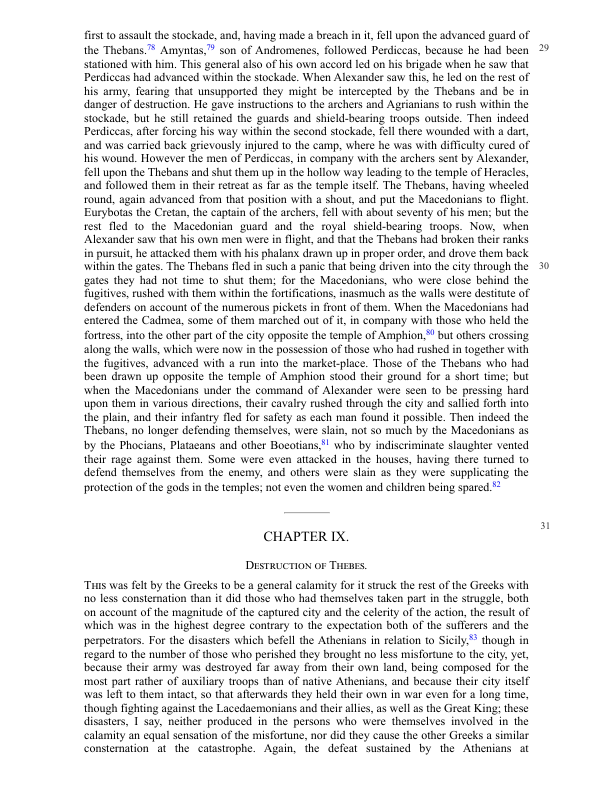 first to assault the stockade, and, having made a breach in it, fell upon the advanced guard of
the Thebans.78 Amyntas,79 son of Andromenes, followed Perdiccas, because he had been 29
stationed with him. This general also of his own accord led on his brigade when he saw that
Perdiccas had advanced within the stockade. When Alexander saw this, he led on the rest of
his army, fearing that unsupported they might be intercepted by the Thebans and be in
danger of destruction. He gave instructions to the archers and Agrianians to rush within the
stockade, but he still retained the guards and shield-bearing troops outside. Then indeed
Perdiccas, after forcing his way within the second stockade, fell there wounded with a dart,
and was carried back grievously injured to the camp, where he was with difficulty cured of
his wound. However the men of Perdiccas, in company with the archers sent by Alexander,
fell upon the Thebans and shut them up in the hollow way leading to the temple of Heracles,
and followed them in their retreat as far as the temple itself. The Thebans, having wheeled
round, again advanced from that position with a shout, and put the Macedonians to flight.
Eurybotas the Cretan, the captain of the archers, fell with about seventy of his men; but the
rest fled to the Macedonian guard and the royal shield-bearing troops. Now, when
Alexander saw that his own men were in flight, and that the Thebans had broken their ranks
in pursuit, he attacked them with his phalanx drawn up in proper order, and drove them back
within the gates. The Thebans fled in such a panic that being driven into the city through the 30
gates they had not time to shut them; for the Macedonians, who were close behind the
fugitives, rushed with them within the fortifications, inasmuch as the walls were destitute of
defenders on account of the numerous pickets in front of them. When the Macedonians had
entered the Cadmea, some of them marched out of it, in company with those who held the
fortress, into the other part of the city opposite the temple of Amphion,80 but others crossing
along the walls, which were now in the possession of those who had rushed in together with
the fugitives, advanced with a run into the market-place. Those of the Thebans who had
been drawn up opposite the temple of Amphion stood their ground for a short time; but
when the Macedonians under the command of Alexander were seen to be pressing hard
upon them in various directions, their cavalry rushed through the city and sallied forth into
the plain, and their infantry fled for safety as each man found it possible. Then indeed the
Thebans, no longer defending themselves, were slain, not so much by the Macedonians as
by the Phocians, Plataeans and other Boeotians,81 who by indiscriminate slaughter vented
their rage against them. Some were even attacked in the houses, having there turned to
defend themselves from the enemy, and others were slain as they were supplicating the
protection of the gods in the temples; not even the women and children being spared.82
31
CHAPTER IX.
Destruction of Thebes.
This was felt by the Greeks to be a general calamity for it struck the rest of the Greeks with
no less consternation than it did those who had themselves taken part in the struggle, both
on account of the magnitude of the captured city and the celerity of the action, the result of
which was in the highest degree contrary to the expectation both of the sufferers and the
perpetrators. For the disasters which befell the Athenians in relation to Sicily,83 though in
regard to the number of those who perished they brought no less misfortune to the city, yet,
because their army was destroyed far away from their own land, being composed for the
most part rather of auxiliary troops than of native Athenians, and because their city itself
was left to them intact, so that afterwards they held their own in war even for a long time,
though fighting against the Lacedaemonians and their allies, as well as the Great King; these
disasters, I say, neither produced in the persons who were themselves involved in the
calamity an equal sensation of the misfortune, nor did they cause the other Greeks a similar
consternation at the catastrophe. Again, the defeat sustained by the Athenians at